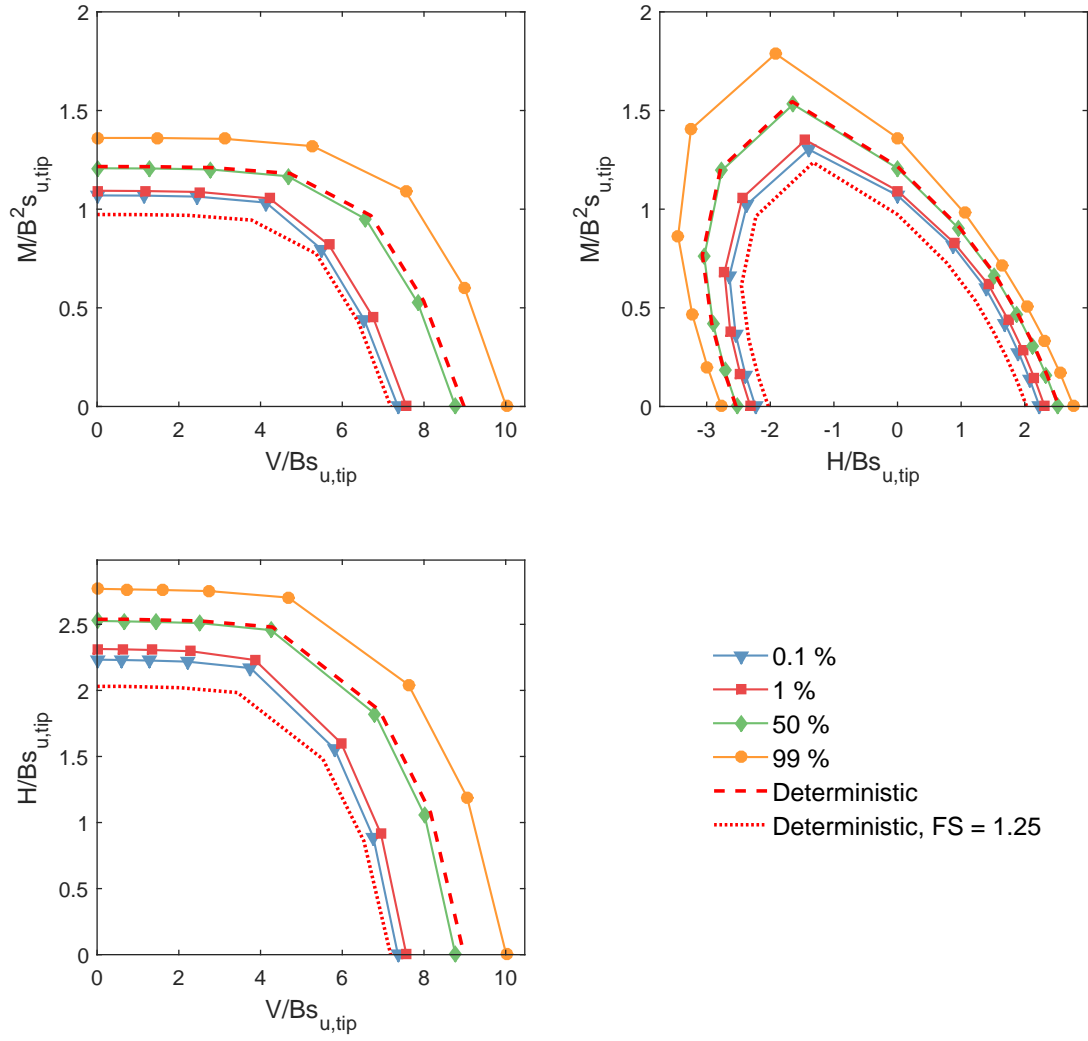 2
1.5
1
0.5
0
M/B²s_u,tip
0 2 4 6 8 10
V/Bs_u,tip
2
1.5
1
0.5
0
M/B²s_u,tip
-3 -2 -1 0 1 2
H/Bs_u,tip
2.5
2
1.5
1
0.5
0
H/Bs_u,tip
0 2 4 6 8 10
V/Bs_u,tip
0.1 %
1 %
50 %
99 %
Deterministic
Deterministic, FS = 1.25